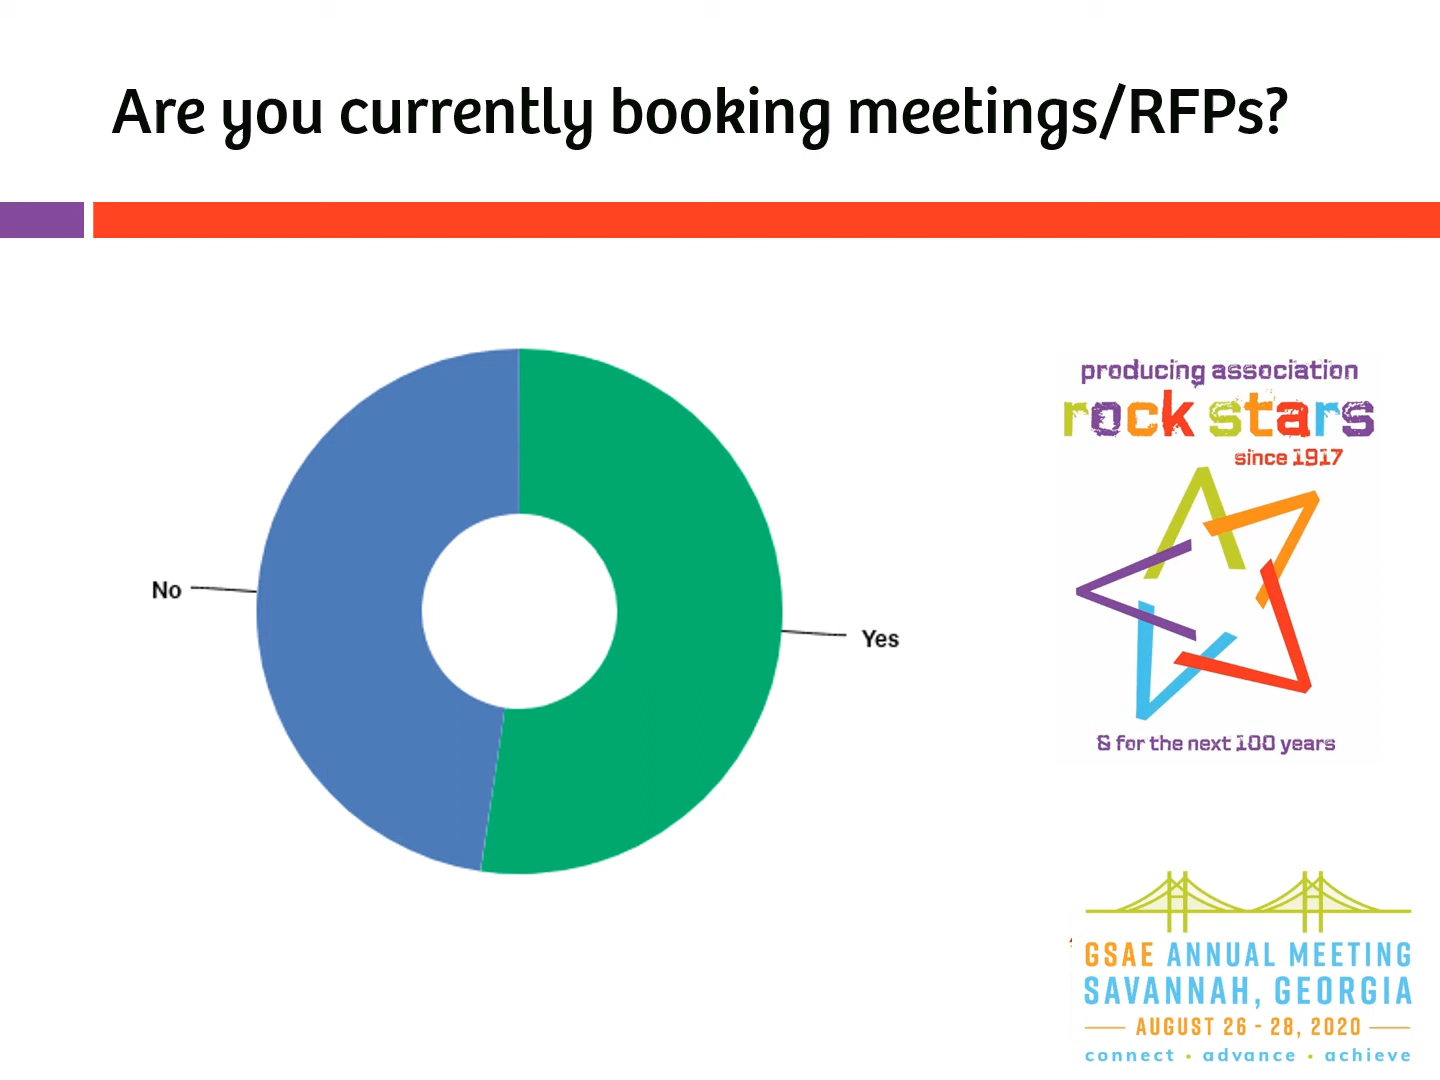 Are you currently booking meetings/RFPs?
No
Yes
producing association
rock stars
since 1917
& for the next 100 years
GSAE ANNUAL MEETING
SAVANNAH, GEORGIA
AUGUST 26 - 28, 2020
connect • advance • achieve